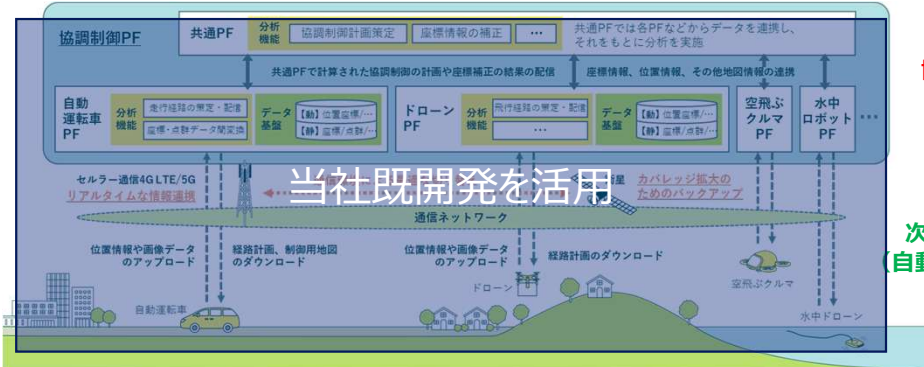 協調制御PF
共通PF
分析
機能
協調制御計画策定
座標情報の補正
…
共通PFでは各PFなどからデータを連携し、
それをもとに分析を実施
共通PFで計算された協調制御の計画や座標補正の結果の配信
座標情報、位置情報、その他地図情報の連携
自動
運転車
PF
分析
機能
走行経路の策定・配信
座標・点群データ間変換
データ
基盤
【動】位置座標/…
【静】座標/点群/…
ドローン
PF
分析
機能
飛行経路の策定・配信
…
データ
基盤
【動】位置座標/…
【静】座標/点群/…
空飛ぶ
クルマ
PF
水中
ロボット
PF
…
セルラー通信4G LTE/5G
リアルタイムな情報連携
当社既開発を活用
衛星
カバレッジ拡大の
ためのバックアップ
通信ネットワーク
位置情報や画像データ
のアップロード
経路計画、制御用地図
のダウンロード
位置情報や画像データ
のアップロード
経路計画のダウンロード
次
(自動
自動運転車
ドローン
空飛ぶクルマ
水中ドローン